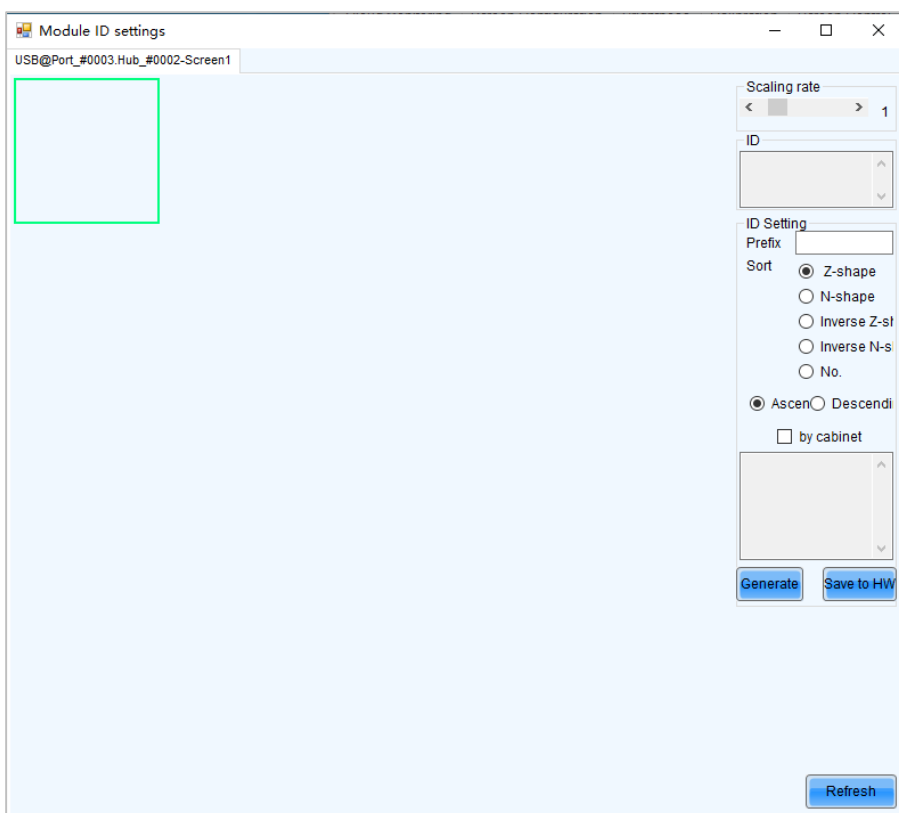 Module ID settings
USB@Port_#0003.Hub_#0002-Screen1
Scaling rate
1
ID
ID Setting
Prefix
Sort
Z-shape
N-shape
Inverse Z-sh
Inverse N-s
No.
Ascen Descendi
by cabinet
Generate Save to HW
Refresh